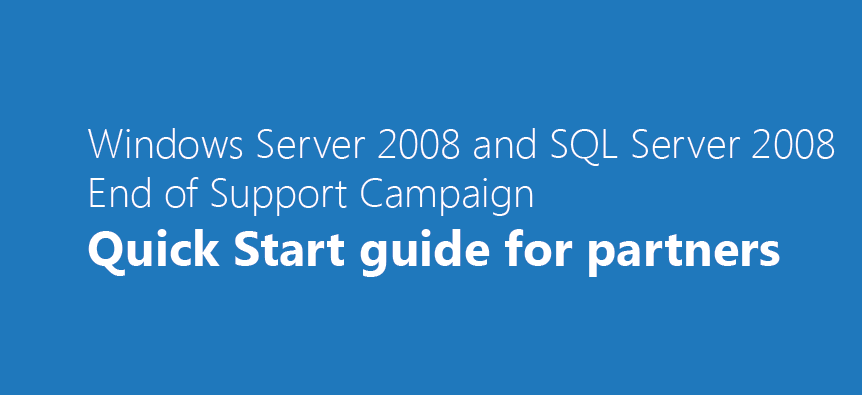 Windows Server 2008 and SQL Server 2008
End of Support Campaign
Quick Start guide for partners